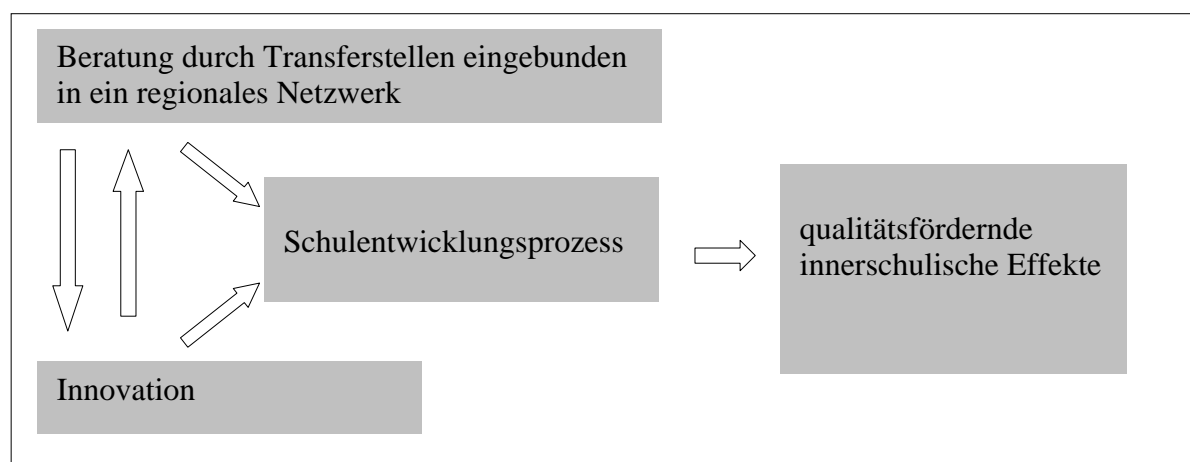 Beratung durch Transferstellen eingebunden
in ein regionales Netzwerk
Schulentwicklungsprozess
qualitätsfördernde
innerschulische Effekte
Innovation